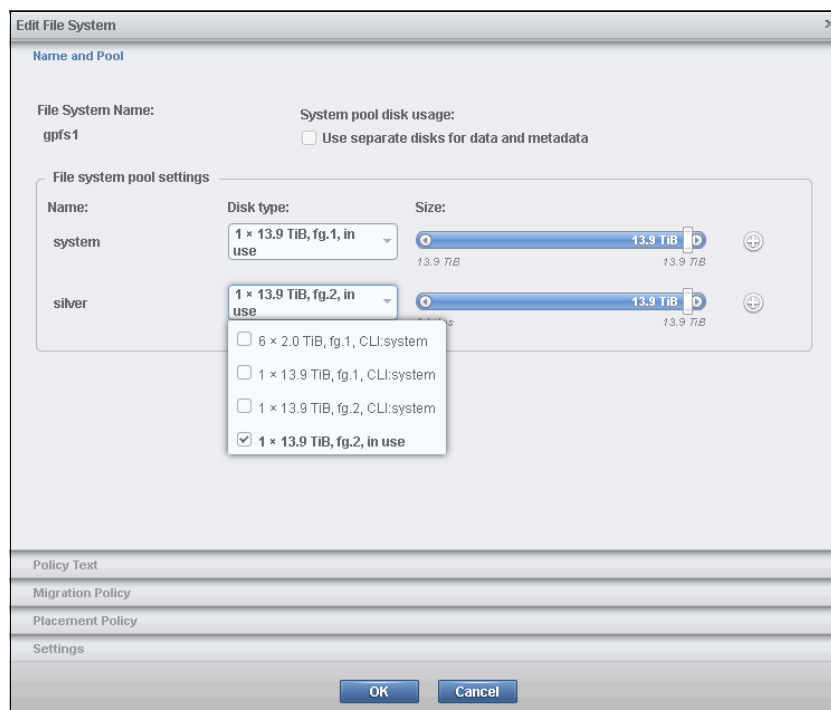 Edit File System
Name and Pool
File System Name:
System pool disk usage:
gpfs1
Use separate disks for data and metadata
File system pool settings
Name:
Disk type:
Size:
system
1 × 13.9 TiB, fg.1, in
use
13.9 TiB
13.9 TiB
13.9 TiB
silver
1 × 13.9 TiB, fg.2, in
use
13.9 TiB
13.9 TiB
6 × 2.0 TiB, fg.1, CLI:system
1 × 13.9 TiB, fg.1, CLI:system
1 × 13.9 TiB, fg.2, CLI:system
1 × 13.9 TiB, fg.2, in use
Policy Text
Migration Policy
Placement Policy
Settings
OK
Cancel